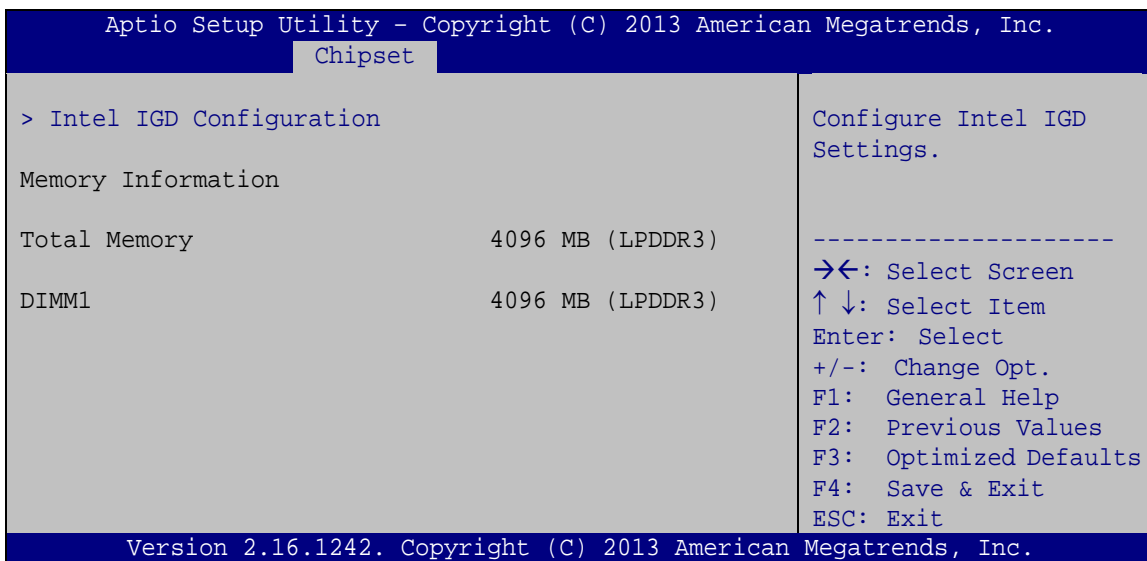 Aptio Setup Utility – Copyright (C) 2013 American Megatrends, Inc.
Chipset
> Intel IGD Configuration
Memory Information
Total Memory 4096 MB (LPDDR3)
DIMM1 4096 MB (LPDDR3)
Configure Intel IGD
Settings.
---------------------
→←: Select Screen
↑ ↓: Select Item
Enter: Select
+/-: Change Opt.
F1: General Help
F2: Previous Values
F3: Optimized Defaults
F4: Save & Exit
ESC: Exit
Version 2.16.1242. Copyright (C) 2013 American Megatrends, Inc.